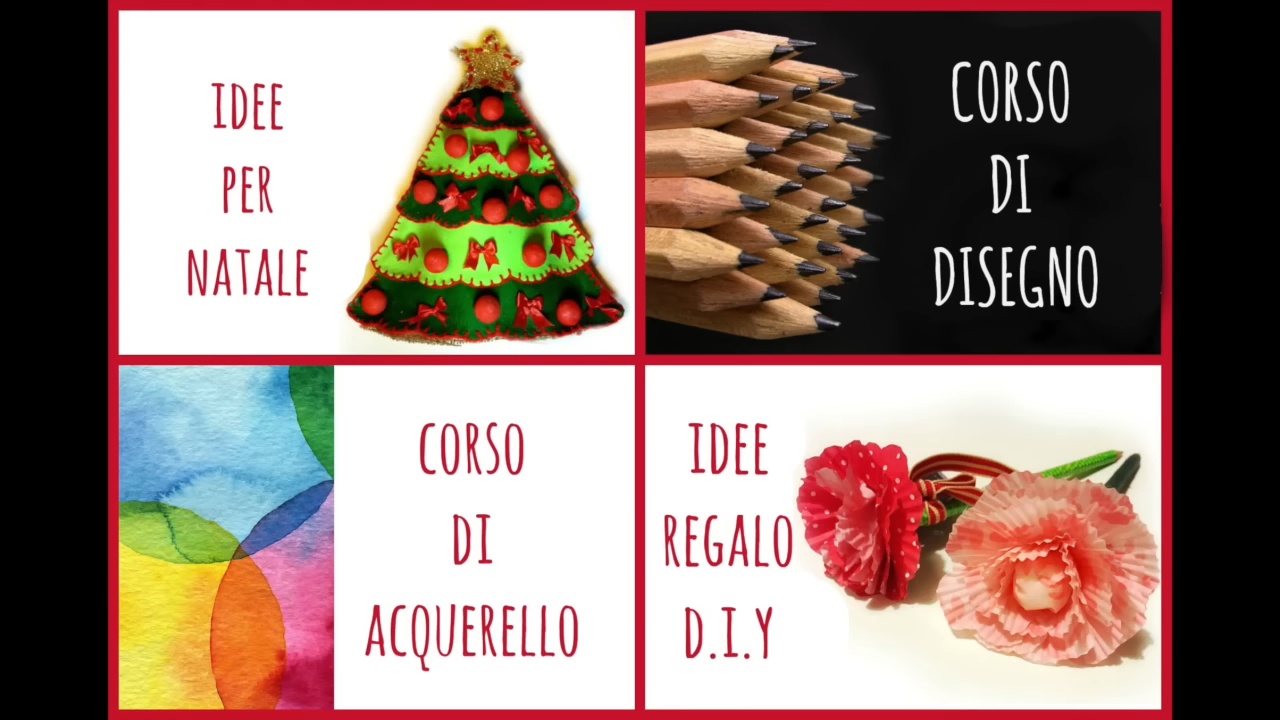 IDEE
PER
NATALE
CORSO
DI
DISEGNO
CORSO
DI
ACQUERELLO
IDEE
REGALO
D.I.Y